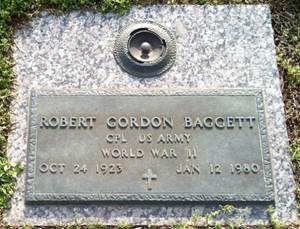 ROBERT GORDON BAGGETT
CPL US ARMY
WORLD WAR II
OCT 24 1923 JAN 12 1980